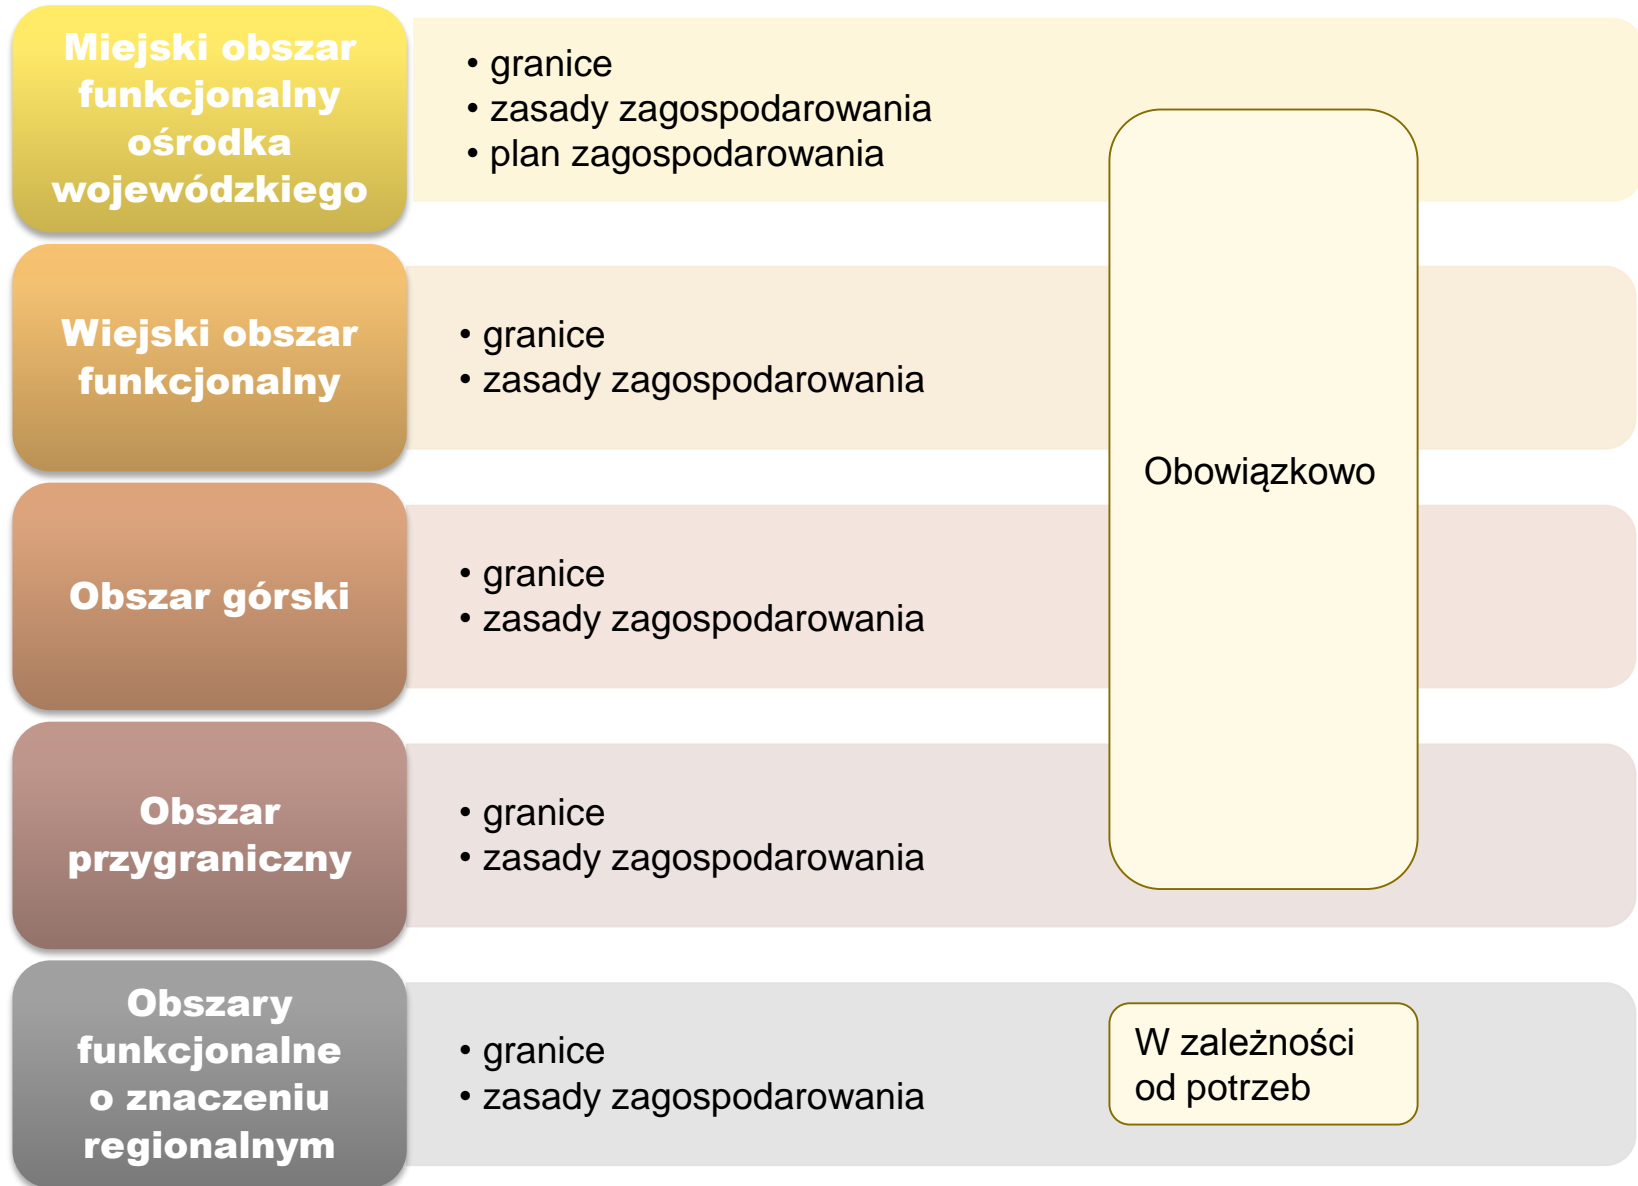 Miejski obszar
funkcjonalny
ośrodka
wojewódzkiego
• granice
• zasady zagospodarowania
• plan zagospodarowania
Wiejski obszar
funkcjonalny
• granice
• zasady zagospodarowania
Obowiązkowo
Obszar górski
• granice
• zasady zagospodarowania
Obszar
przygraniczny
• granice
• zasady zagospodarowania
Obszary
funkcjonalne
o znaczeniu
regionalnym
• granice
• zasady zagospodarowania
W zależności
od potrzeb